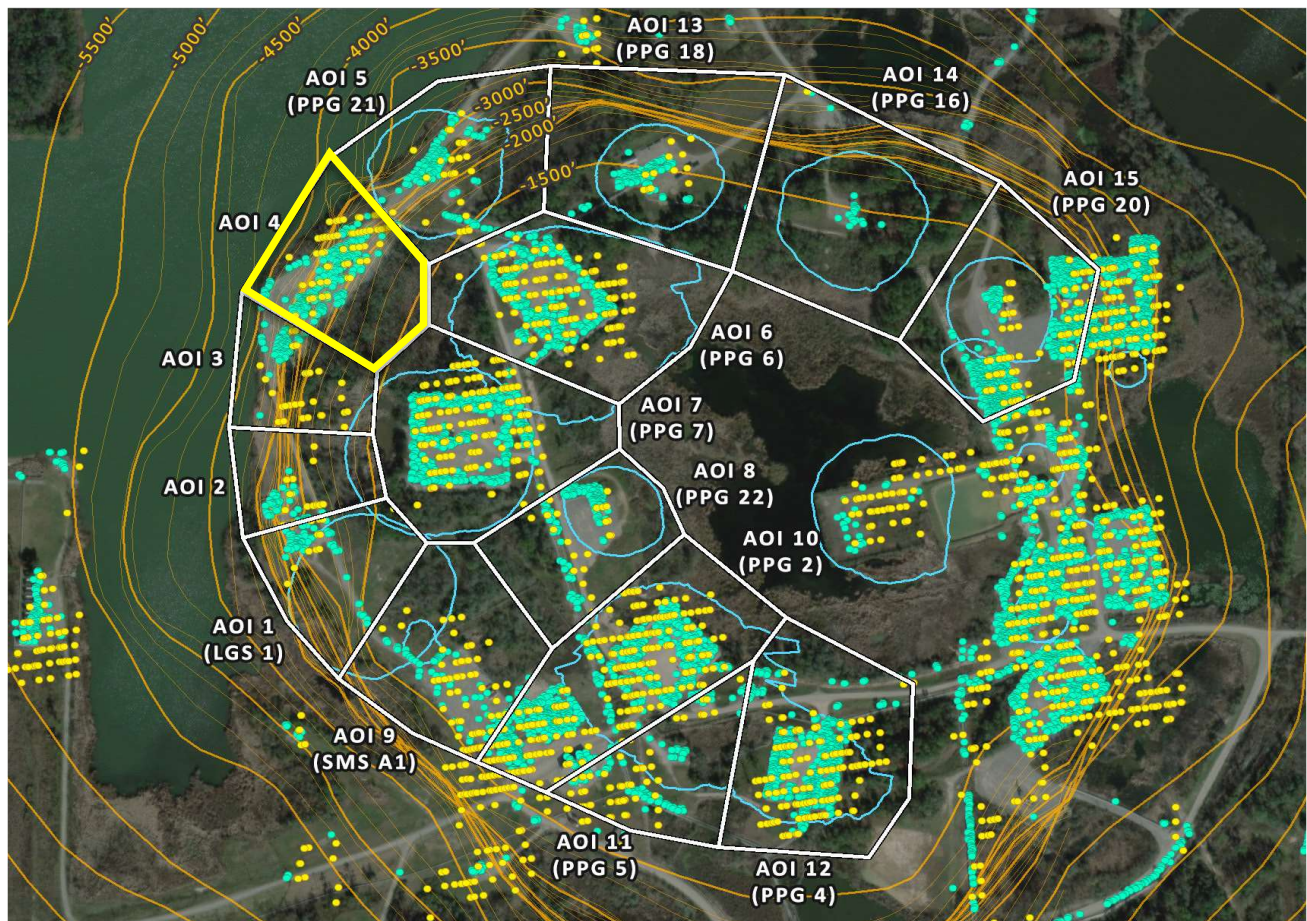 -5500'
-5000'
-4500'
-4000'
-3500'
-3000'
-2500'
-2000'
-1500'
AOI 13
(PPG 18)
AOI 14
(PPG 16)
AOI 5
(PPG 21)
AOI 15
(PPG 20)
AOI 4
AOI 3
AOI 6
(PPG 6)
AOI 7
(PPG 7)
AOI 8
(PPG 22)
AOI 2
AOI 10
(PPG 2)
AOI 1
(LGS 1)
AOI 9
(SMS A1)
AOI 11
(PPG 5)
AOI 12
(PPG 4)